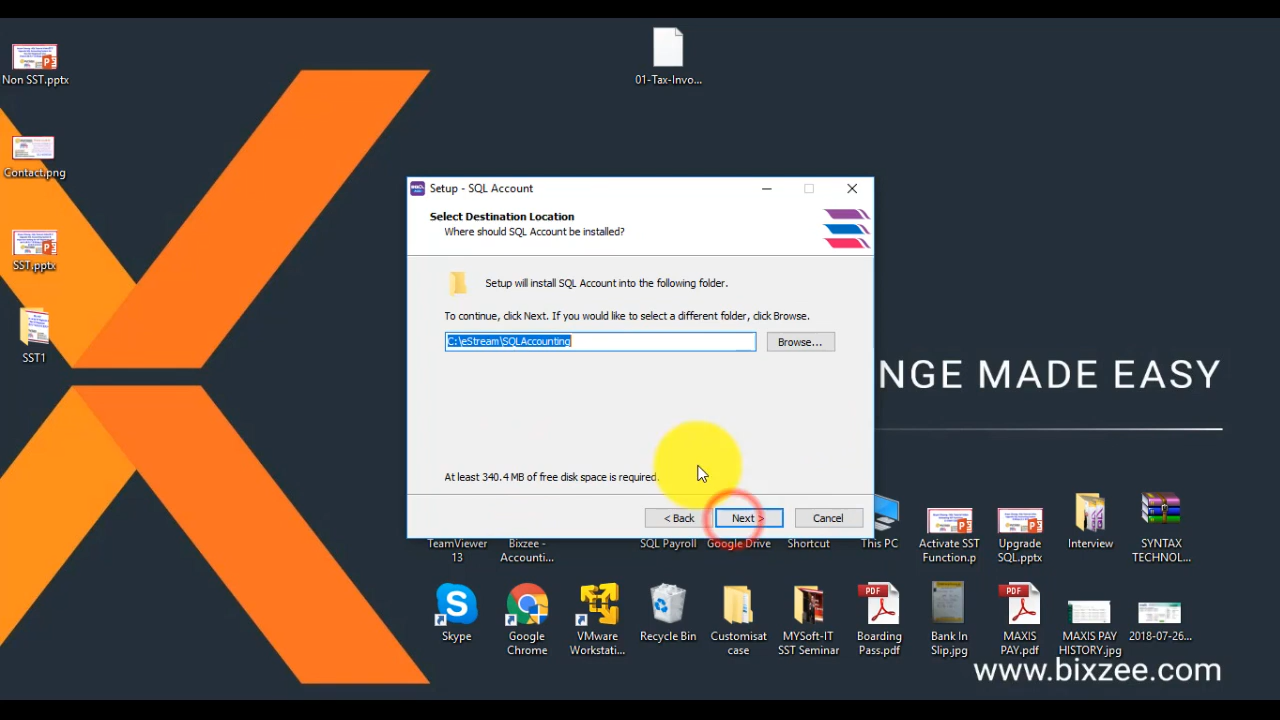 Non SST.pptx
01-Tax-Invo...
Contact.png
SST.pptx
SST1
Setup - SQL Account
Select Destination Location
Where should SQL Account be installed?
Setup will install SQL Account into the following folder.
To continue, click Next. If you would like to select a different folder, click Browse.
C:\eStream\SQLAccounting
Browse...
At least 340.4 MB of free disk space is required.
< Back
Next >
Cancel
NGE MADE EASY
TeamViewer
13
Bixzee -
Accounti...
SQL Payroll
Google Drive
Shortcut
This PC
Activate SST
Function.p
Upgrade
SQL.pptx
Interview
SYNTAX
TECHNOL...
Skype
Google
Chrome
VMware
Workstati...
Recycle Bin
Customisat
case
MYSoft-IT
SST Seminar
PDF
Boarding
Pass.pdf
Bank In
Slip.jpg
PDF
MAXIS
PAY.pdf
MAXIS PAY
HISTORY.jpg
2018-07-26...
www.bixzee.com